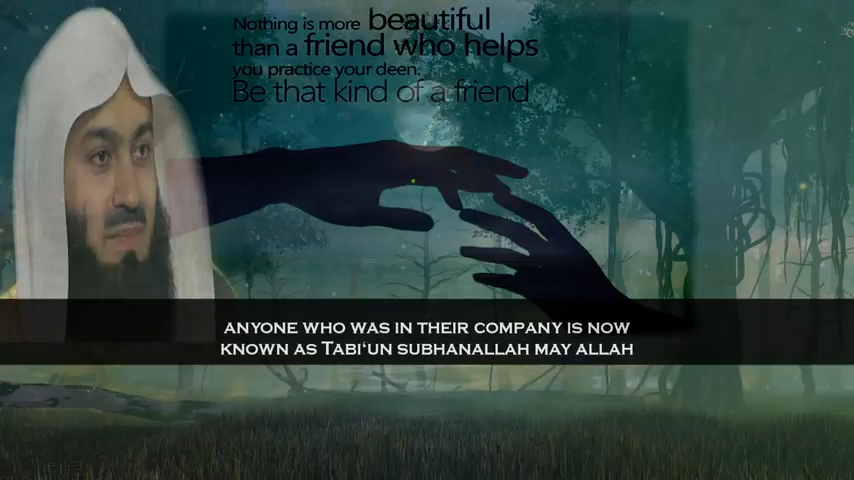 Nothing is more beautiful
than a friend who helps
you practice your deen.
Be that kind of a friend
ANYONE WHO WAS IN THEIR COMPANY IS NOW
KNOWN AS TABI'UN SUBHANALLAH MAY ALLAH